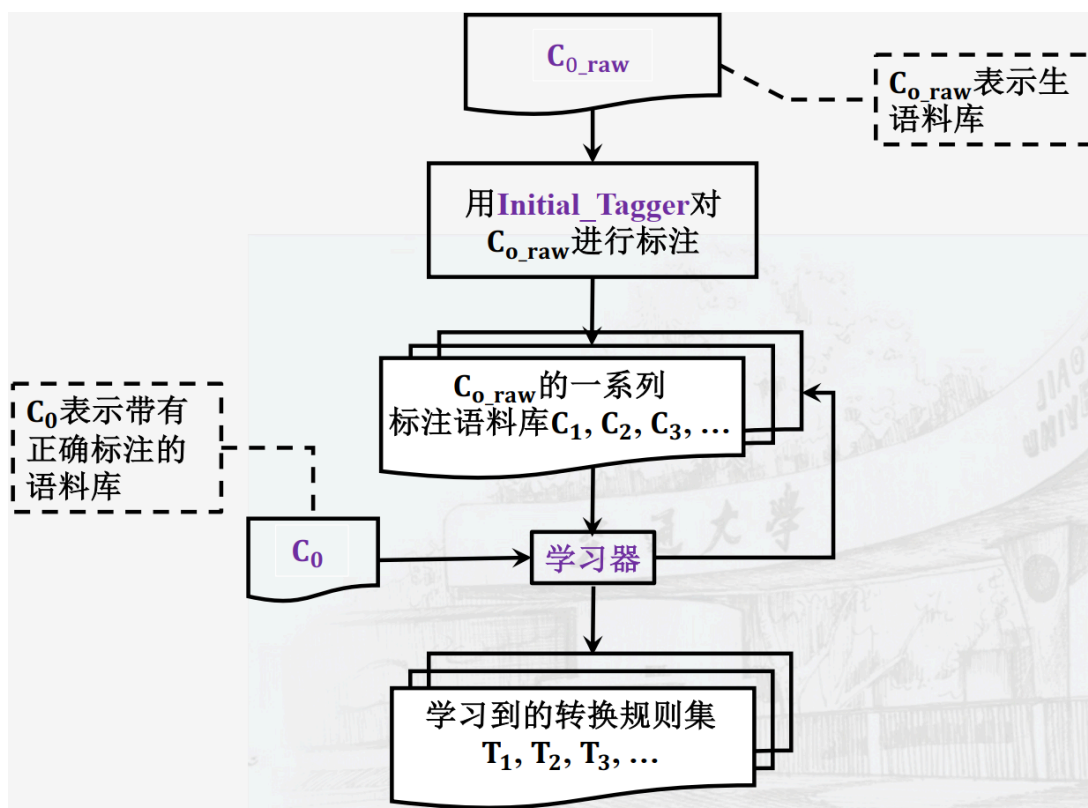 C0_raw
Co_raw表示生
语料库
用Initial_Tagger对
Co_raw进行标注
Co_raw的一系列
标注语料库C1, C2, C3, …
C0表示带有
正确标注的
语料库
C0
学习器
学习到的转换规则集
T1, T2, T3, …
JIAO
UNIV
大学